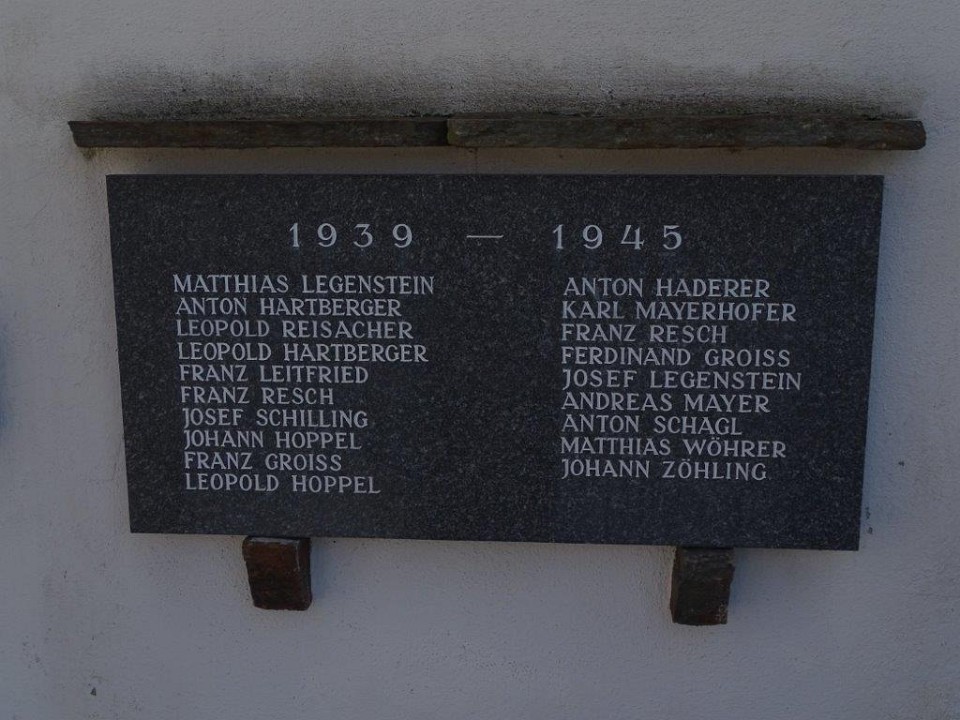 1939 — 1945
MATTHIAS LEGENSTEIN
ANTON HARTBERGER
LEOPOLD REISACHER
LEOPOLD HARTBERGER
FRANZ LEITFRIED
FRANZ RESCH
JOSEF SCHILLING
JOHANN HOPPEL
FRANZ GROISS
LEOPOLD HOPPEL
ANTON HADERER
KARL MAYERHOFER
FRANZ RESCH
FERDINAND GROISS
JOSEF LEGENSTEIN
ANDREAS MAYER
ANTON SCHAGL
MATTHIAS WÖHRER
JOHANN ZÖHLING